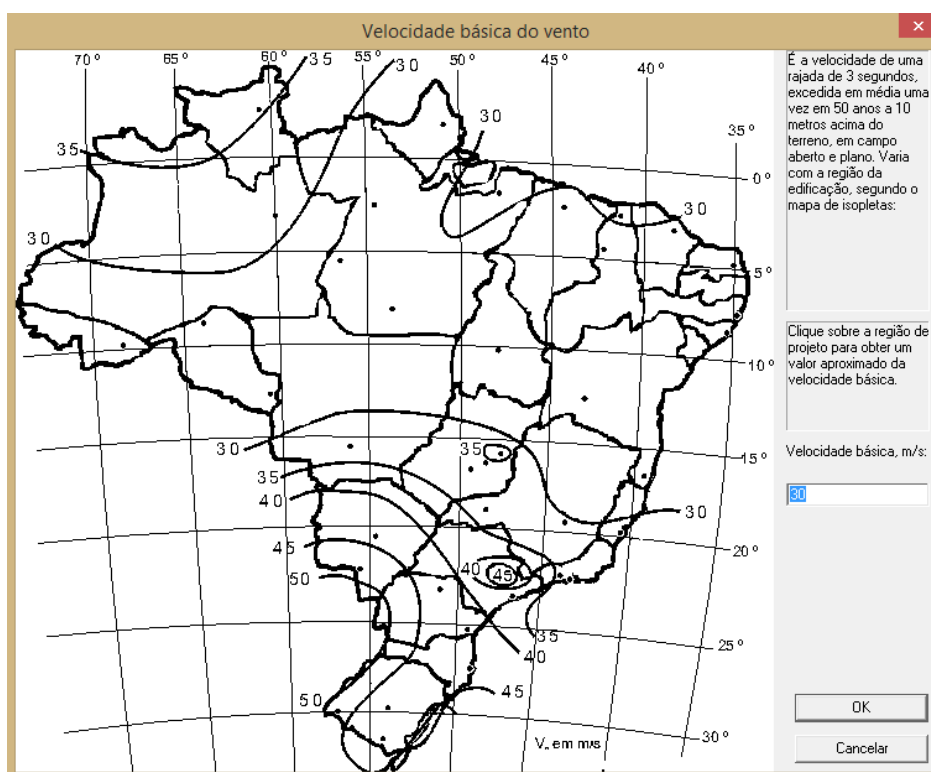 Velocidade básica do vento
70 º 65 º 60 º 35 55 º 30 50 º 45 º 40 º
É a velocidade de uma
rajada de 3 segundos,
excedida em média uma
vez em 50 anos a 10
metros acima do
terreno, em campo
aberto e plano. Varia
com a região da
edificação, segundo o
mapa de isopletas:
30
35 º
35
0 º
30
30
5 º
Clique sobre a região de
projeto para obter um
valor aproximado da
velocidade básica.
10 º
30
35
15 º
Velocidade básica, m/s:
35
40
30
30
45
20 º
50
40
45
35
25 º
40
50
45
30 º
OK
V₀ em m/s
Cancelar